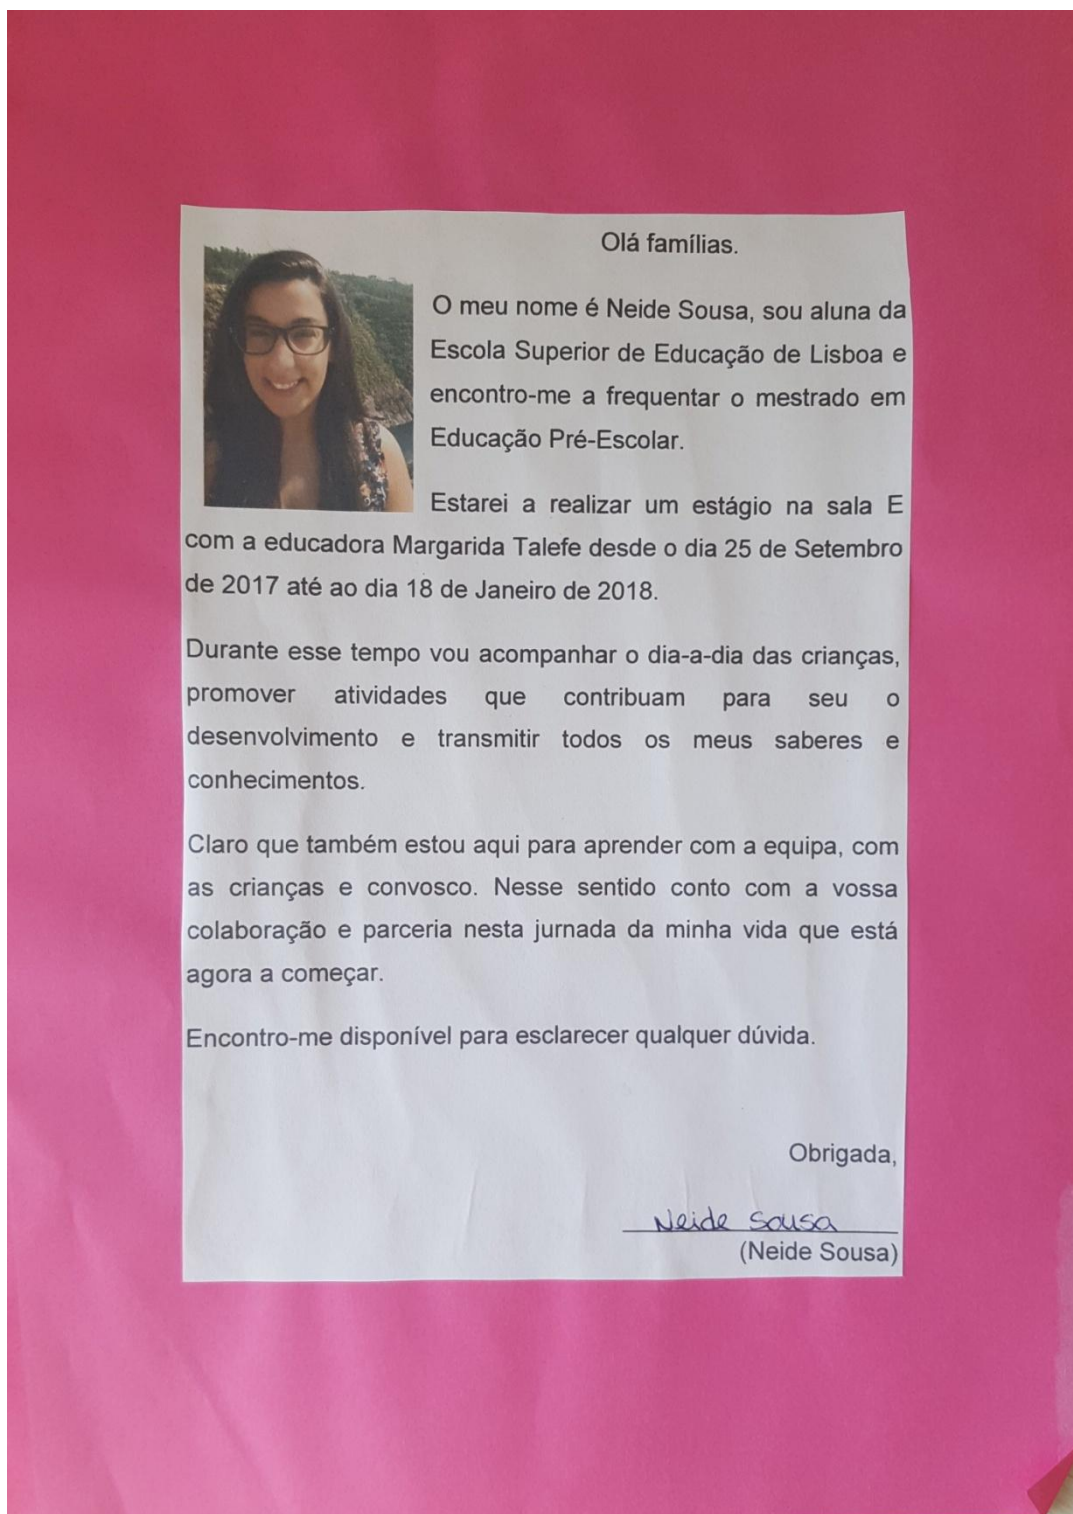 Olá famílias.
O meu nome é Neide Sousa, sou aluna da
Escola Superior de Educação de Lisboa e
encontro-me a frequentar o mestrado em
Educação Pré-Escolar.
Estarei a realizar um estágio na sala E
com a educadora Margarida Talefe desde o dia 25 de Setembro
de 2017 até ao dia 18 de Janeiro de 2018.
Durante esse tempo vou acompanhar o dia-a-dia das crianças,
promover atividades que contribuam para seu o
desenvolvimento e transmitir todos os meus saberes e
conhecimentos.
Claro que também estou aqui para aprender com a equipa, com
as crianças e convosco. Nesse sentido conto com a vossa
colaboração e parceria nesta jornada da minha vida que está
agora a começar.
Encontro-me disponível para esclarecer qualquer dúvida.
Obrigada,
Neide Sousa
(Neide Sousa)